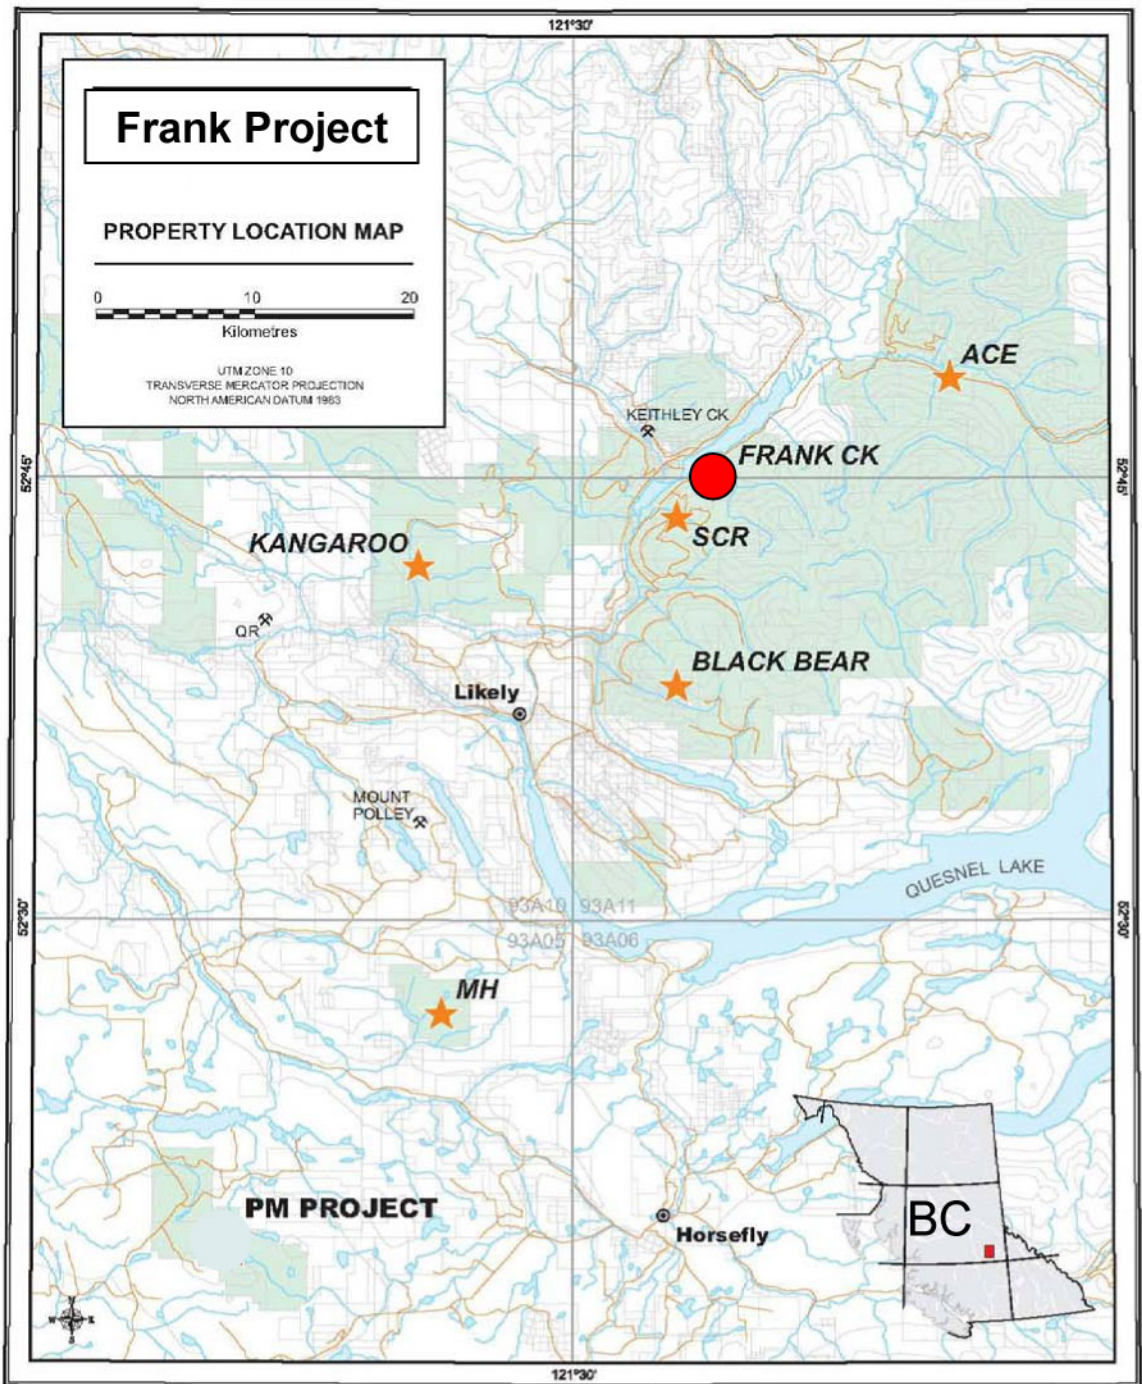 121°30'
Frank Project
PROPERTY LOCATION MAP
0 10 20
Kilometres
UTM ZONE 10
TRANSVERSE MERCATOR PROJECTION
NORTH AMERICAN DATUM 1983
ACE
KEITHLEY CK
FRANK CK
52°45'
52°45'
SCR
KANGAROO
QR
BLACK BEAR
Likely
MOUNT
POLLEY
QUESNEL LAKE
93A10 93A11
52°30'
52°30'
93A05 93A06
MH
PM PROJECT
BC
Horsefly
N
W E
S
121°30'